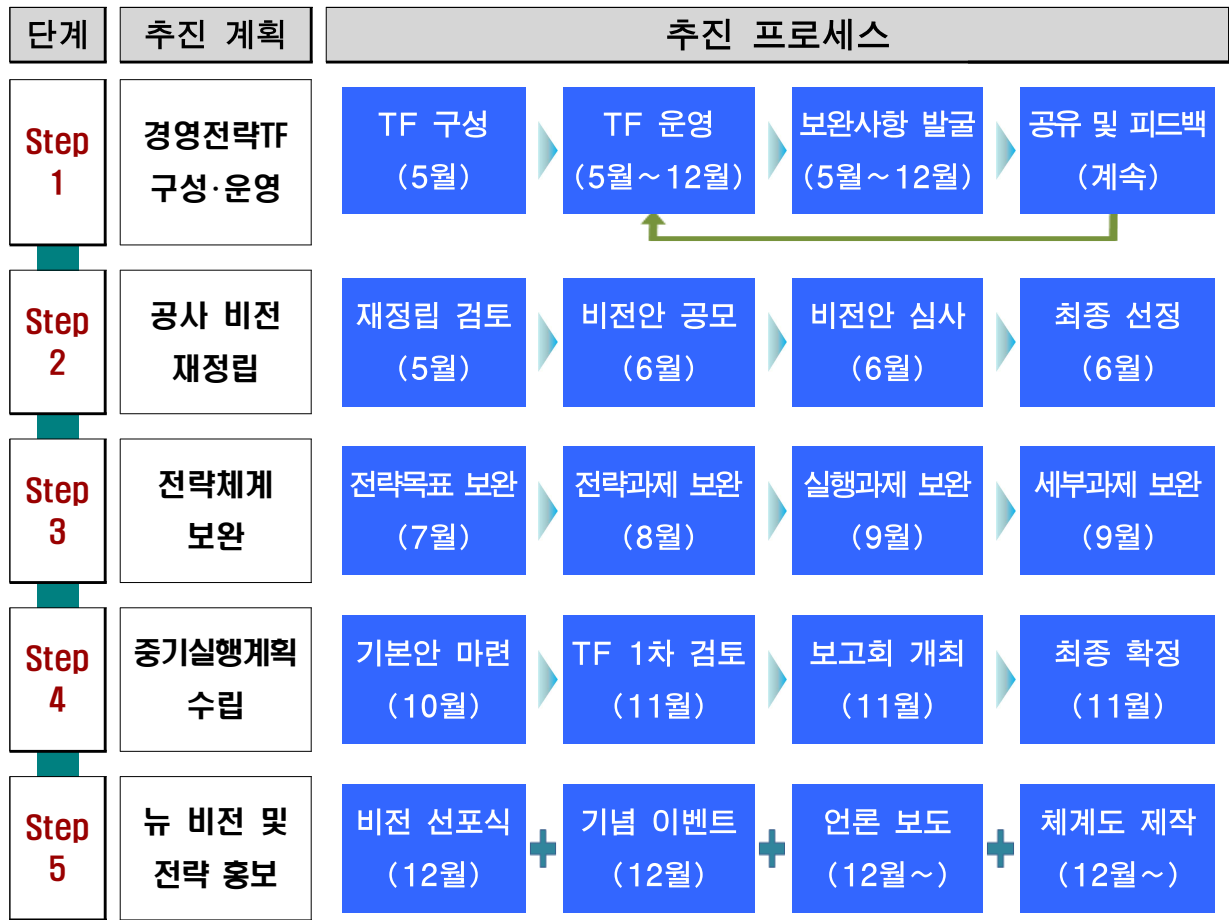 단계
추진 계획
추진 프로세스
Step
1
경영전략TF
구성·운영
TF 구성
(5월)
TF 운영
(5월~12월)
보완사항 발굴
(5월~12월)
공유 및 피드백
(계속)
Step
2
공사 비전
재정립
재정립 검토
(5월)
비전안 공모
(6월)
비전안 심사
(6월)
최종 선정
(6월)
Step
3
전략체계
보완
전략목표 보완
(7월)
전략과제 보완
(8월)
실행과제 보완
(9월)
세부과제 보완
(9월)
Step
4
중기실행계획
수립
기본안 마련
(10월)
TF 1차 검토
(11월)
보고회 개최
(11월)
최종 확정
(11월)
Step
5
뉴 비전 및
전략 홍보
비전 선포식
(12월)
기념 이벤트
(12월)
언론 보도
(12월~)
체계도 제작
(12월~)